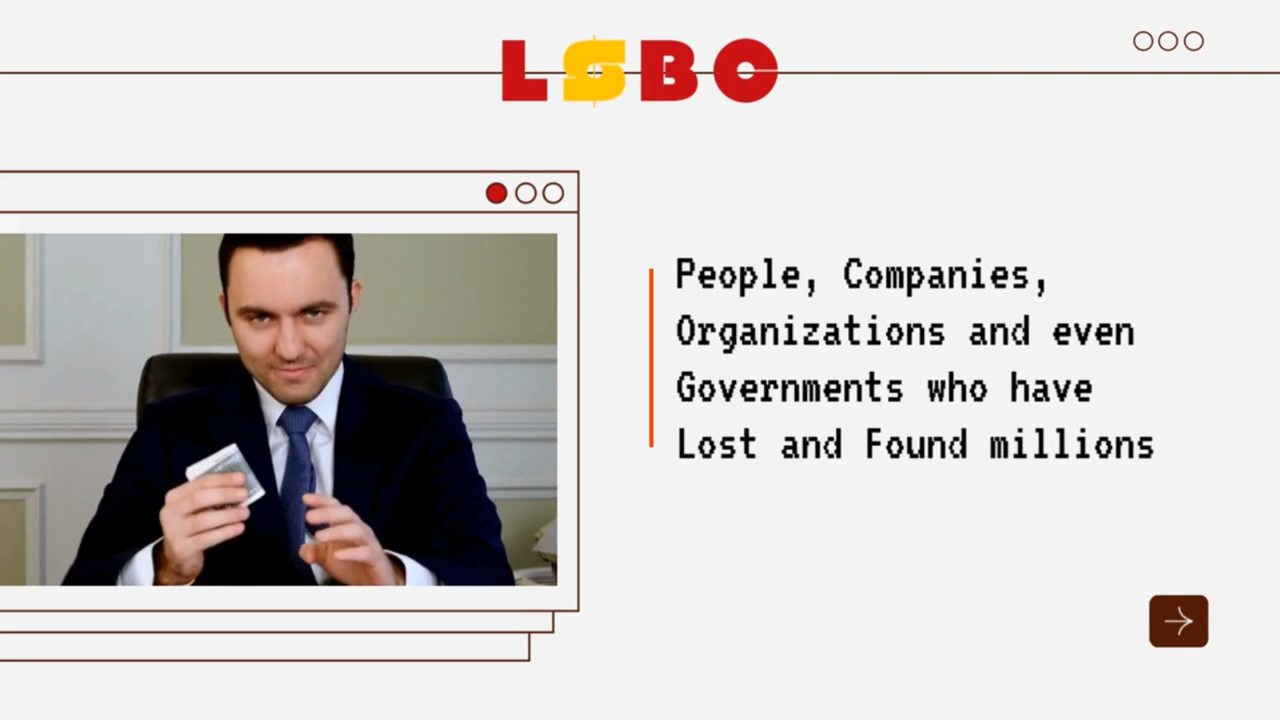 LSBO
People, Companies,
Organizations and even
Governments who have
Lost and Found millions